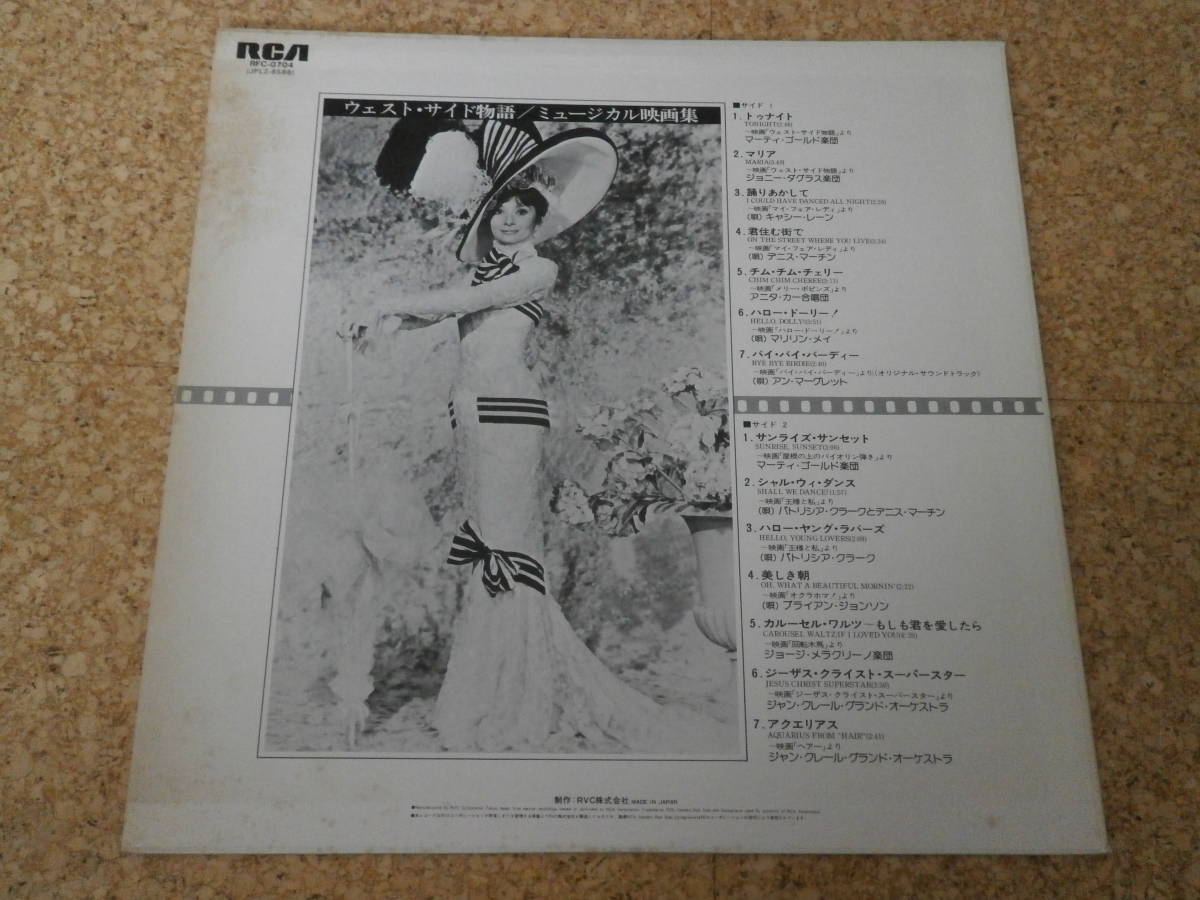 RCA
RFC-0704
(JPL2-8588)
ウェスト・サイド物語／ミュージカル映画集
■サイド 1
1. トゥナイト
TONIGHT
―映画「ウェスト・サイド物語」より
マーティ・ゴールド楽団
2. マリア
MARIA
―映画「ウェスト・サイド物語」より
ジョニー・ダグラス楽団
3. 踊りあかして
I COULD HAVE DANCED ALL NIGHT
―映画「マイ・フェア・レディ」より
(唄) キャシー・レーン
4. 君住む街で
ON THE STREET WHERE YOU LIVE
―映画「マイ・フェア・レディ」より
(唄) デニス・マーチン
5. チム・チム・チェリー
CHIM CHIM CHEREE
―映画「メリー・ポピンズ」より
アニタ・カー合唱団
6. ハロー・ドーリー！
HELLO, DOLLY!
―映画「ハロー・ドーリー！」より
(唄) マリリン・メイ
7. バイ・バイ・バーディー
BYE BYE BIRDIE
―映画「バイ・バイ・バーディー」より(オリジナル・サウンドトラック)
(唄) アン・マーグレット
■サイド 2
1. サンライズ・サンセット
SUNRISE, SUNSET
―映画「屋根の上のバイオリン弾き」より
マーティ・ゴールド楽団
2. シャル・ウィ・ダンス
SHALL WE DANCE?(1:57)
―映画「王様と私」より
(唄) パトリシア・クラークとデニス・マーチン
3. ハロー・ヤング・ラバーズ
HELLO, YOUNG LOVERS
―映画「王様と私」より
(唄) パトリシア・クラーク
4. 美しき朝
OH, WHAT A BEAUTIFUL MORNIN'(2:22)
―映画「オクラホマ！」より
(唄) ブライアン・ジョンソン
5. カルーセル・ワルツ―もしも君を愛したら
CAROUSEL WALTZ;IF I LOVED YOU
―映画「回転木馬」より
ジョージ・メラクリーノ楽団
6. ジーザス・クライスト・スーパースター
JESUS CHRIST SUPERSTAR
―映画「ジーザス・クライスト・スーパースター」より
ジャン・クレール・グランド・オーケストラ
7. アクエリアス
AQUARIUS FROM "HAIR"(2:41)
―映画「ヘアー」より
ジャン・クレール・グランド・オーケストラ
制作：RVC株式会社 MADE IN JAPAN